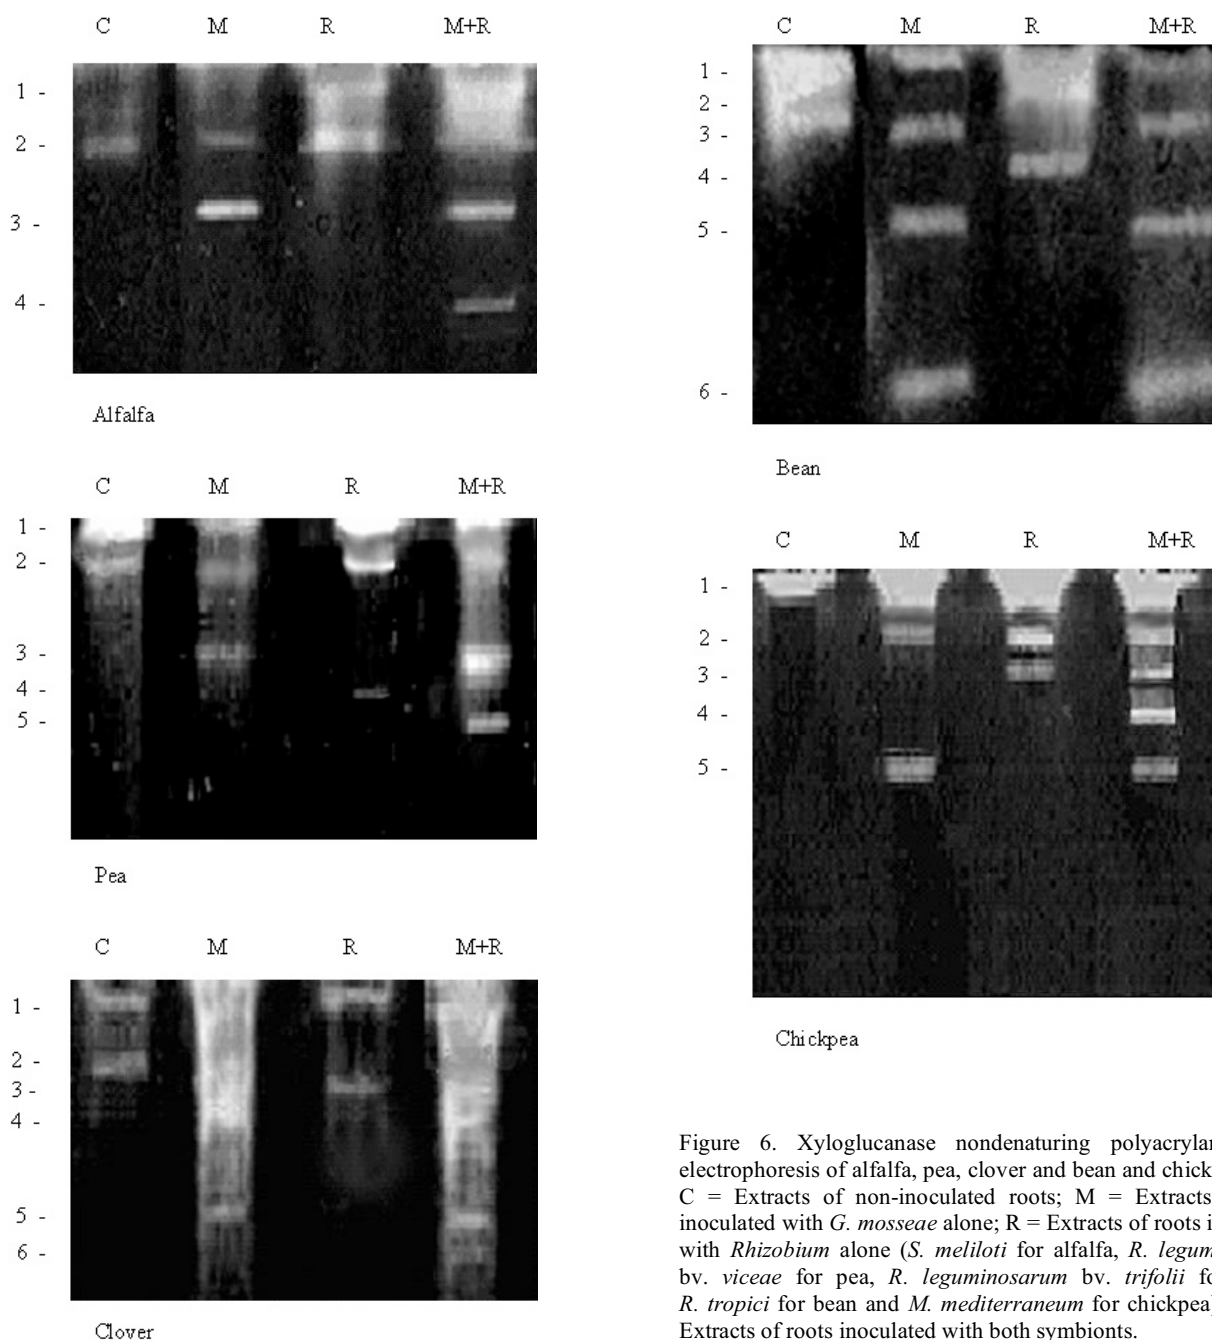 C M R M+R
1 -
2 -
3 -
4 -
Alfalfa
C M R M+R
1 -
2 -
3 -
4 -
5 -
Pea
C M R M+R
1 -
2 -
3 -
4 -
5 -
6 -
Clover
C M R M+R
1 -
2 -
3 -
4 -
5 -
6 -
Bean
C M R M+R
1 -
2 -
3 -
4 -
5 -
Chickpea
Figure 6. Xyloglucanase nondenaturing polyacrylar
electrophoresis of alfalfa, pea, clover and bean and chick
C = Extracts of non-inoculated roots; M = Extracts
inoculated with G. mosseae alone; R = Extracts of roots i
with Rhizobium alone (S. meliloti for alfalfa, R. legum
bv. viceae for pea, R. leguminosarum bv. trifolii fo
R. tropici for bean and M. mediterraneum for chickpea)
Extracts of roots inoculated with both symbionts.